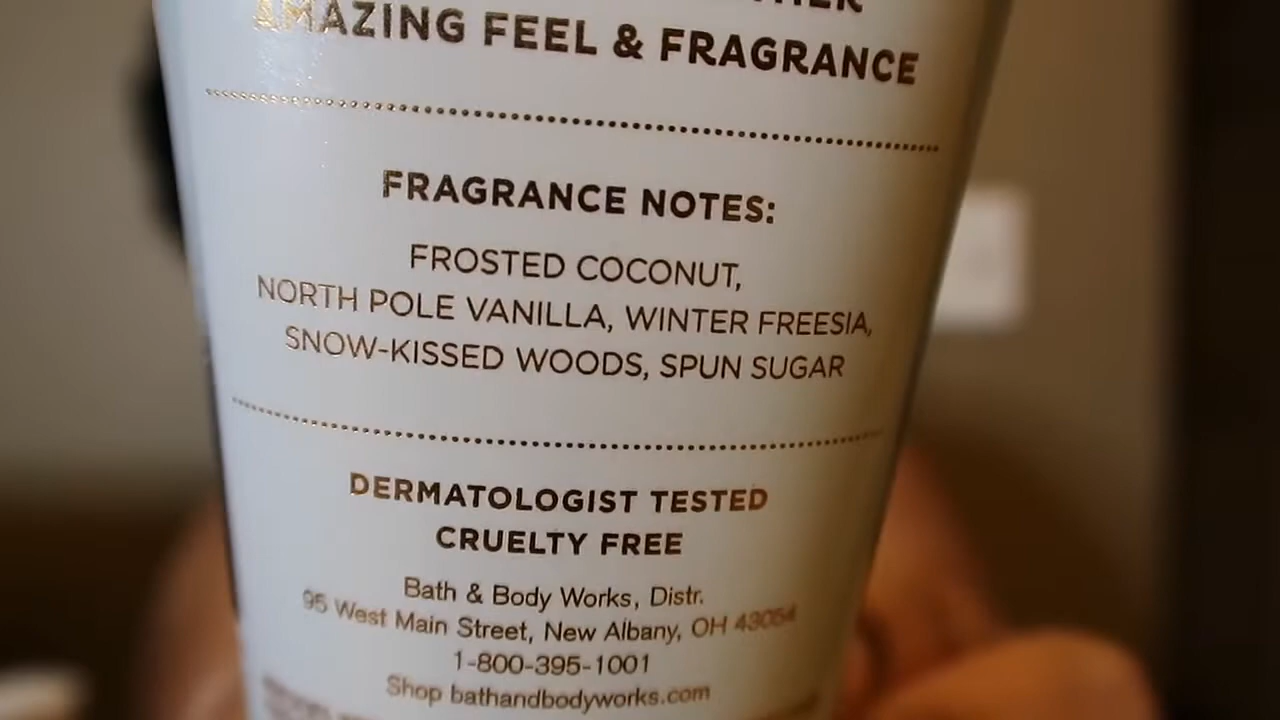 AMAZING FEEL & FRAGRANCE
FRAGRANCE NOTES:
FROSTED COCONUT,
NORTH POLE VANILLA, WINTER FREESIA,
SNOW-KISSED WOODS, SPUN SUGAR
DERMATOLOGIST TESTED
CRUELTY FREE
Bath & Body Works, Distr.
95 West Main Street, New Albany, OH 43054
1-800-395-1001
Shop bathandbodyworks.com